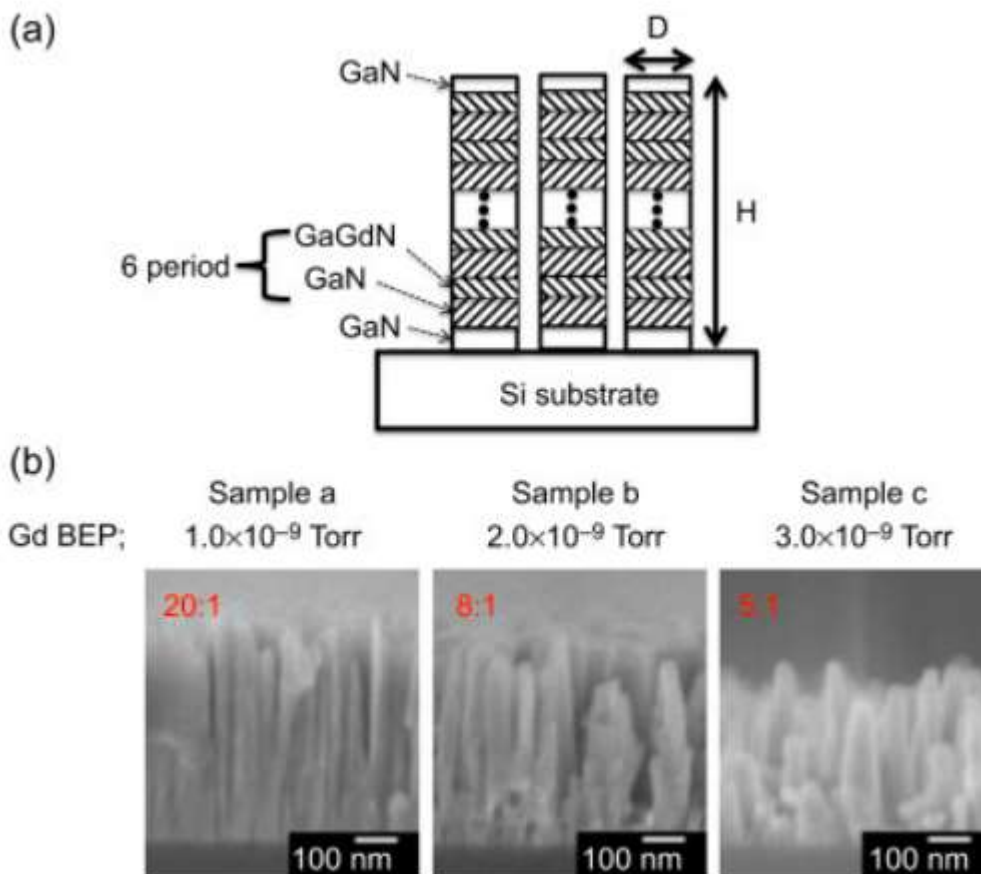 (a)
D
GaN
H
GaGdN
6 period
GaN
GaN
Si substrate
(b)
Sample a Sample b Sample c
Gd BEP; 1.0×10⁻⁹ Torr 2.0×10⁻⁹ Torr 3.0×10⁻⁹ Torr
20:1 8:1 5:1
100 nm 100 nm 100 nm